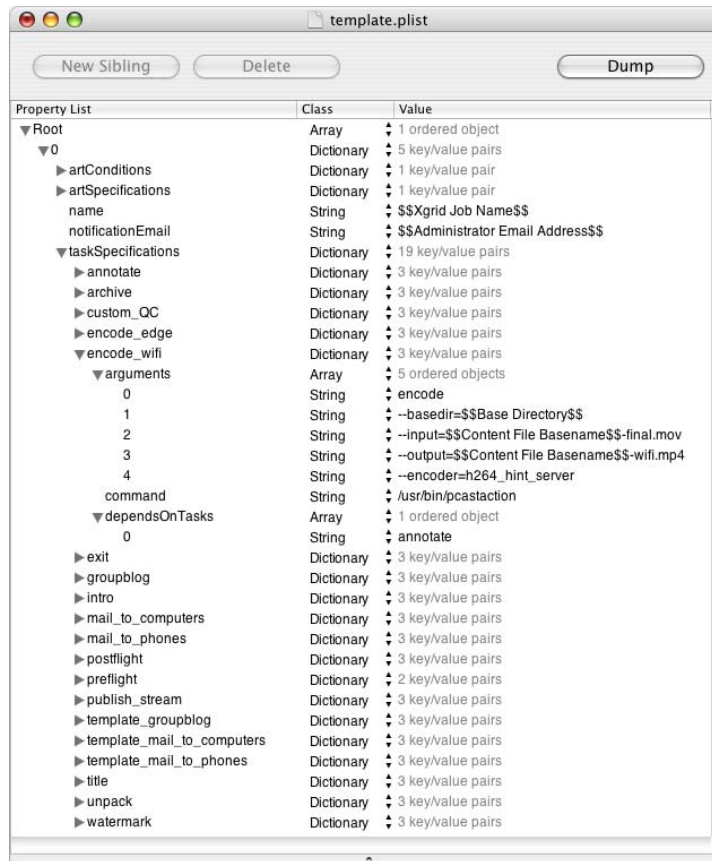 template.plist
New Sibling Delete Dump
Property List Class Value
Root Array 1 ordered object
0 Dictionary 5 key/value pairs
artConditions Dictionary 1 key/value pair
artSpecifications Dictionary 1 key/value pair
name String $$Xgrid Job Name$$
notificationEmail String $$Administrator Email Address$$
taskSpecifications Dictionary 19 key/value pairs
annotate Dictionary 3 key/value pairs
archive Dictionary 3 key/value pairs
custom_QC Dictionary 3 key/value pairs
encode_edge Dictionary 3 key/value pairs
encode_wifi Dictionary 3 key/value pairs
arguments Array 5 ordered objects
0 String encode
1 String --basedir=$$Base Directory$$
2 String --input=$$Content File Basename$$-final.mov
3 String --output=$$Content File Basename$$-wifi.mp4
4 String --encoder=h264_hint_server
command String /usr/bin/pcastaction
dependsOnTasks Array 1 ordered object
0 String annotate
exit Dictionary 3 key/value pairs
groupblog Dictionary 3 key/value pairs
intro Dictionary 3 key/value pairs
mail_to_computers Dictionary 3 key/value pairs
mail_to_phones Dictionary 3 key/value pairs
postflight Dictionary 3 key/value pairs
preflight Dictionary 2 key/value pairs
publish_stream Dictionary 3 key/value pairs
template_groupblog Dictionary 3 key/value pairs
template_mail_to_computers Dictionary 3 key/value pairs
template_mail_to_phones Dictionary 3 key/value pairs
title Dictionary 3 key/value pairs
unpack Dictionary 3 key/value pairs
watermark Dictionary 3 key/value pairs